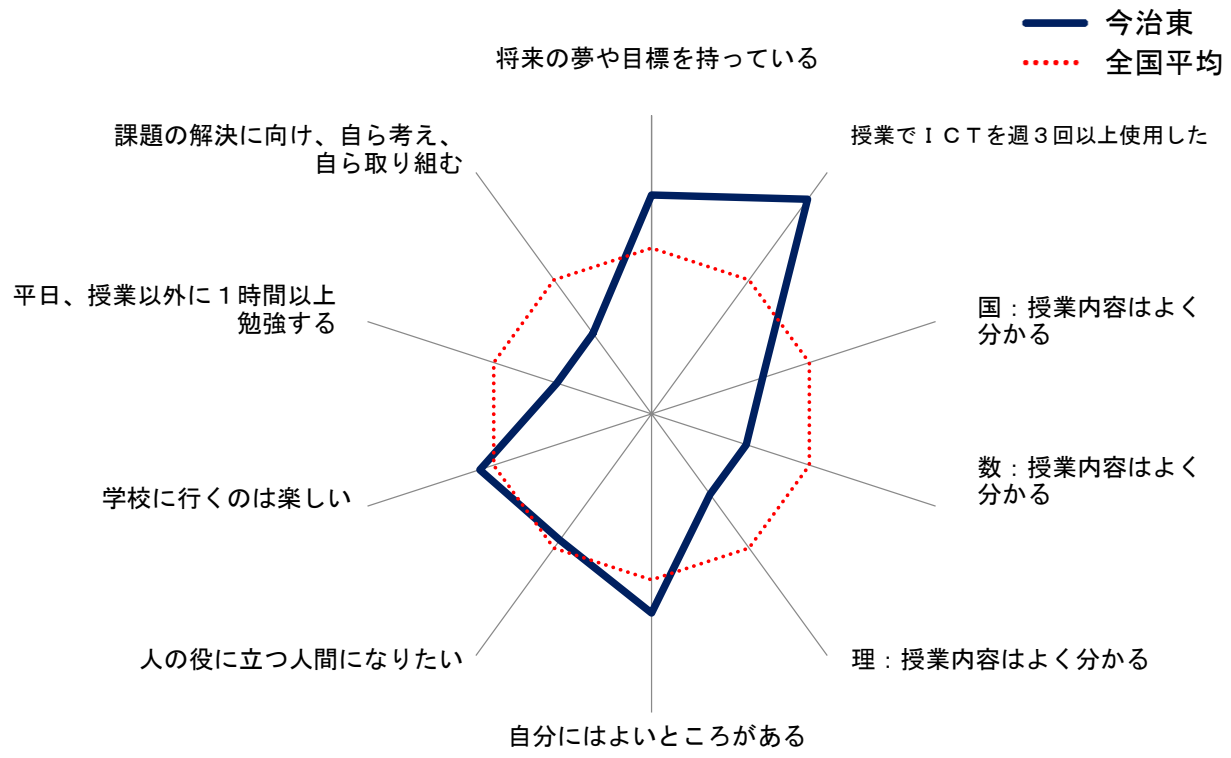 今治東
全国平均
将来の夢や目標を持っている
授業でＩＣＴを週３回以上使用した
国：授業内容はよく
分かる
数：授業内容はよく
分かる
理：授業内容はよく分かる
自分にはよいところがある
人の役に立つ人間になりたい
学校に行くのは楽しい
平日、授業以外に１時間以上
勉強する
課題の解決に向け、自ら考え、
自ら取り組む